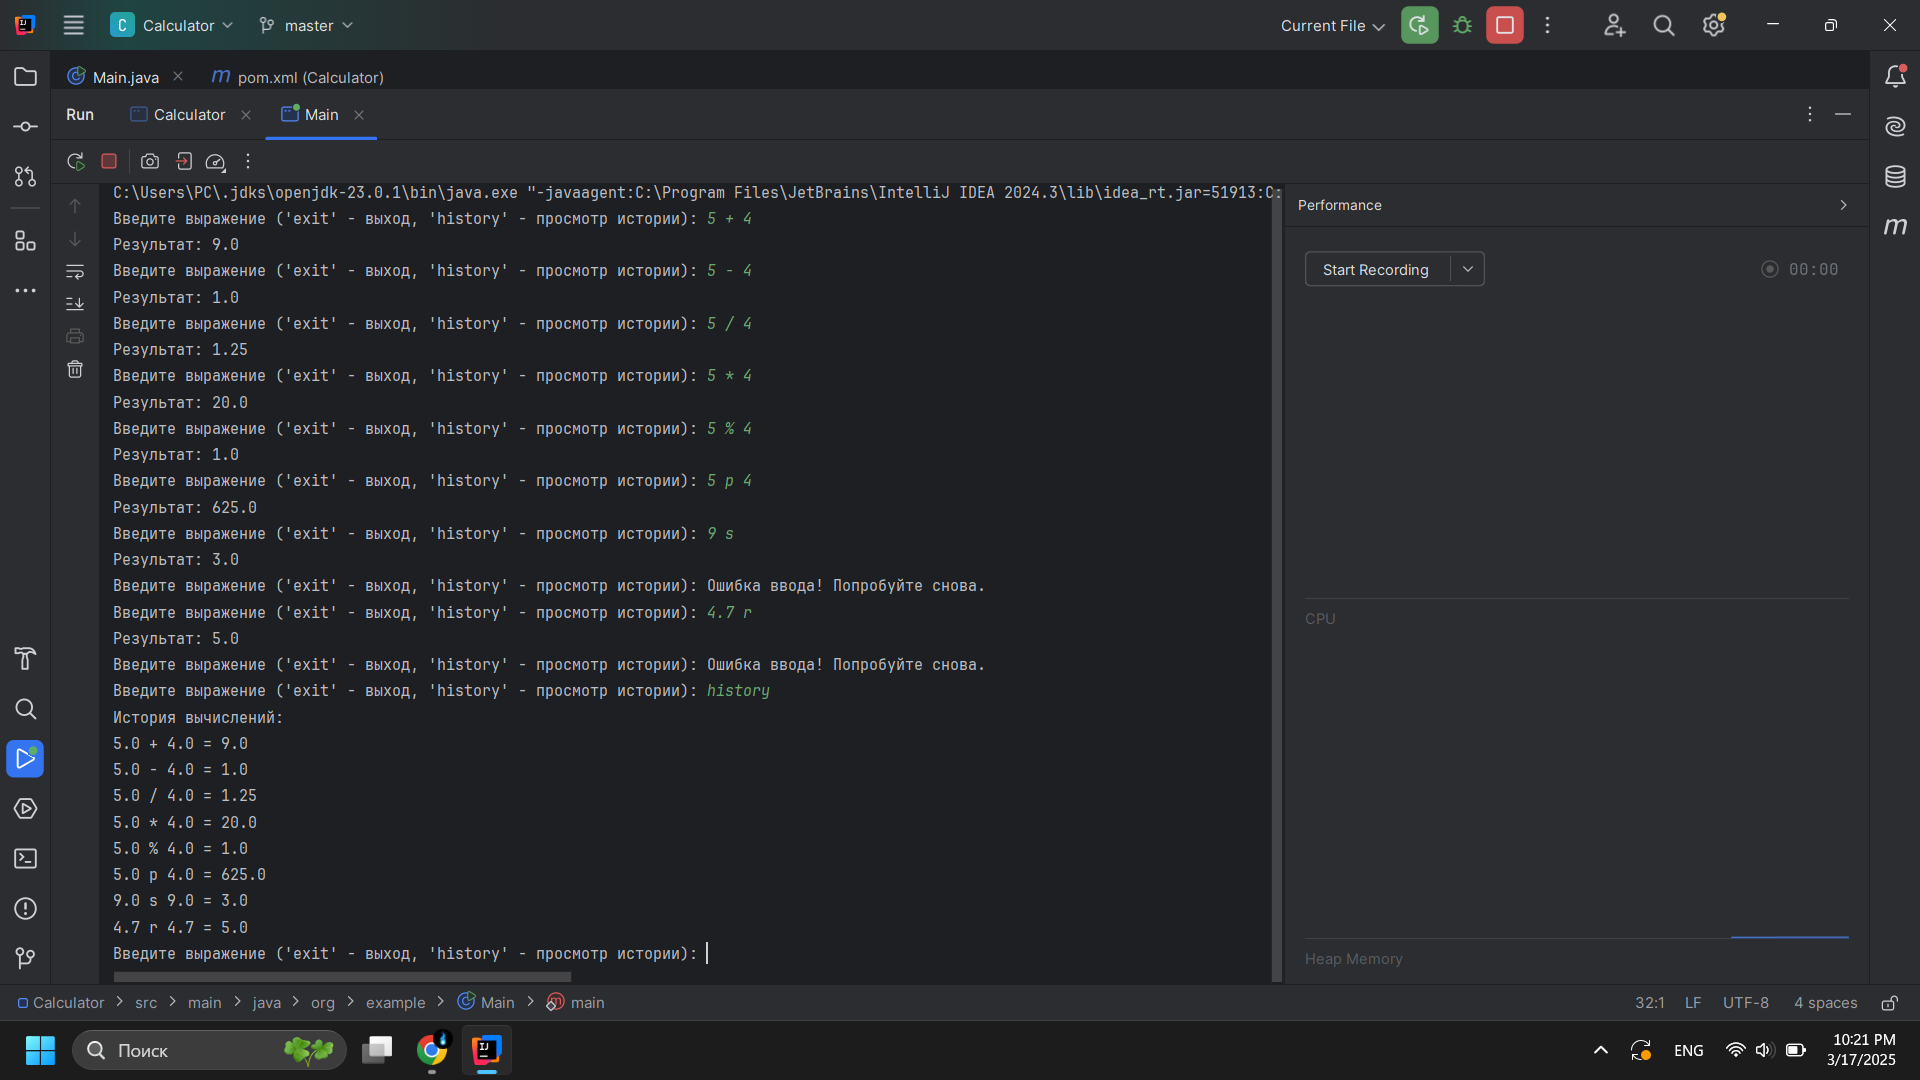 Calculator
master
Current File
Main.java
pom.xml (Calculator)
Run
Calculator
Main
C:\Users\PC\.jdks\openjdk-23.0.1\bin\java.exe "-javaagent:C:\Program Files\JetBrains\IntelliJ IDEA 2024.3\lib\idea_rt.jar=51913:C:
Введите выражение ('exit' - выход, 'history' - просмотр истории): 5 + 4
Результат: 9.0
Введите выражение ('exit' - выход, 'history' - просмотр истории): 5 - 4
Результат: 1.0
Введите выражение ('exit' - выход, 'history' - просмотр истории): 5 / 4
Результат: 1.25
Введите выражение ('exit' - выход, 'history' - просмотр истории): 5 * 4
Результат: 20.0
Введите выражение ('exit' - выход, 'history' - просмотр истории): 5 % 4
Результат: 1.0
Введите выражение ('exit' - выход, 'history' - просмотр истории): 5 p 4
Результат: 625.0
Введите выражение ('exit' - выход, 'history' - просмотр истории): 9 s
Результат: 3.0
Введите выражение ('exit' - выход, 'history' - просмотр истории): Ошибка ввода! Попробуйте снова.
Введите выражение ('exit' - выход, 'history' - просмотр истории): 4.7 r
Результат: 5.0
Введите выражение ('exit' - выход, 'history' - просмотр истории): Ошибка ввода! Попробуйте снова.
Введите выражение ('exit' - выход, 'history' - просмотр истории): history
История вычислений:
5.0 + 4.0 = 9.0
5.0 - 4.0 = 1.0
5.0 / 4.0 = 1.25
5.0 * 4.0 = 20.0
5.0 % 4.0 = 1.0
5.0 p 4.0 = 625.0
9.0 s 9.0 = 3.0
4.7 r 4.7 = 5.0
Введите выражение ('exit' - выход, 'history' - просмотр истории):
Performance
Start Recording
00:00
CPU
Heap Memory
Calculator > src > main > java > org > example > Main > main
32:1 LF UTF-8 4 spaces
Поиск
ENG
10:21 PM
3/17/2025